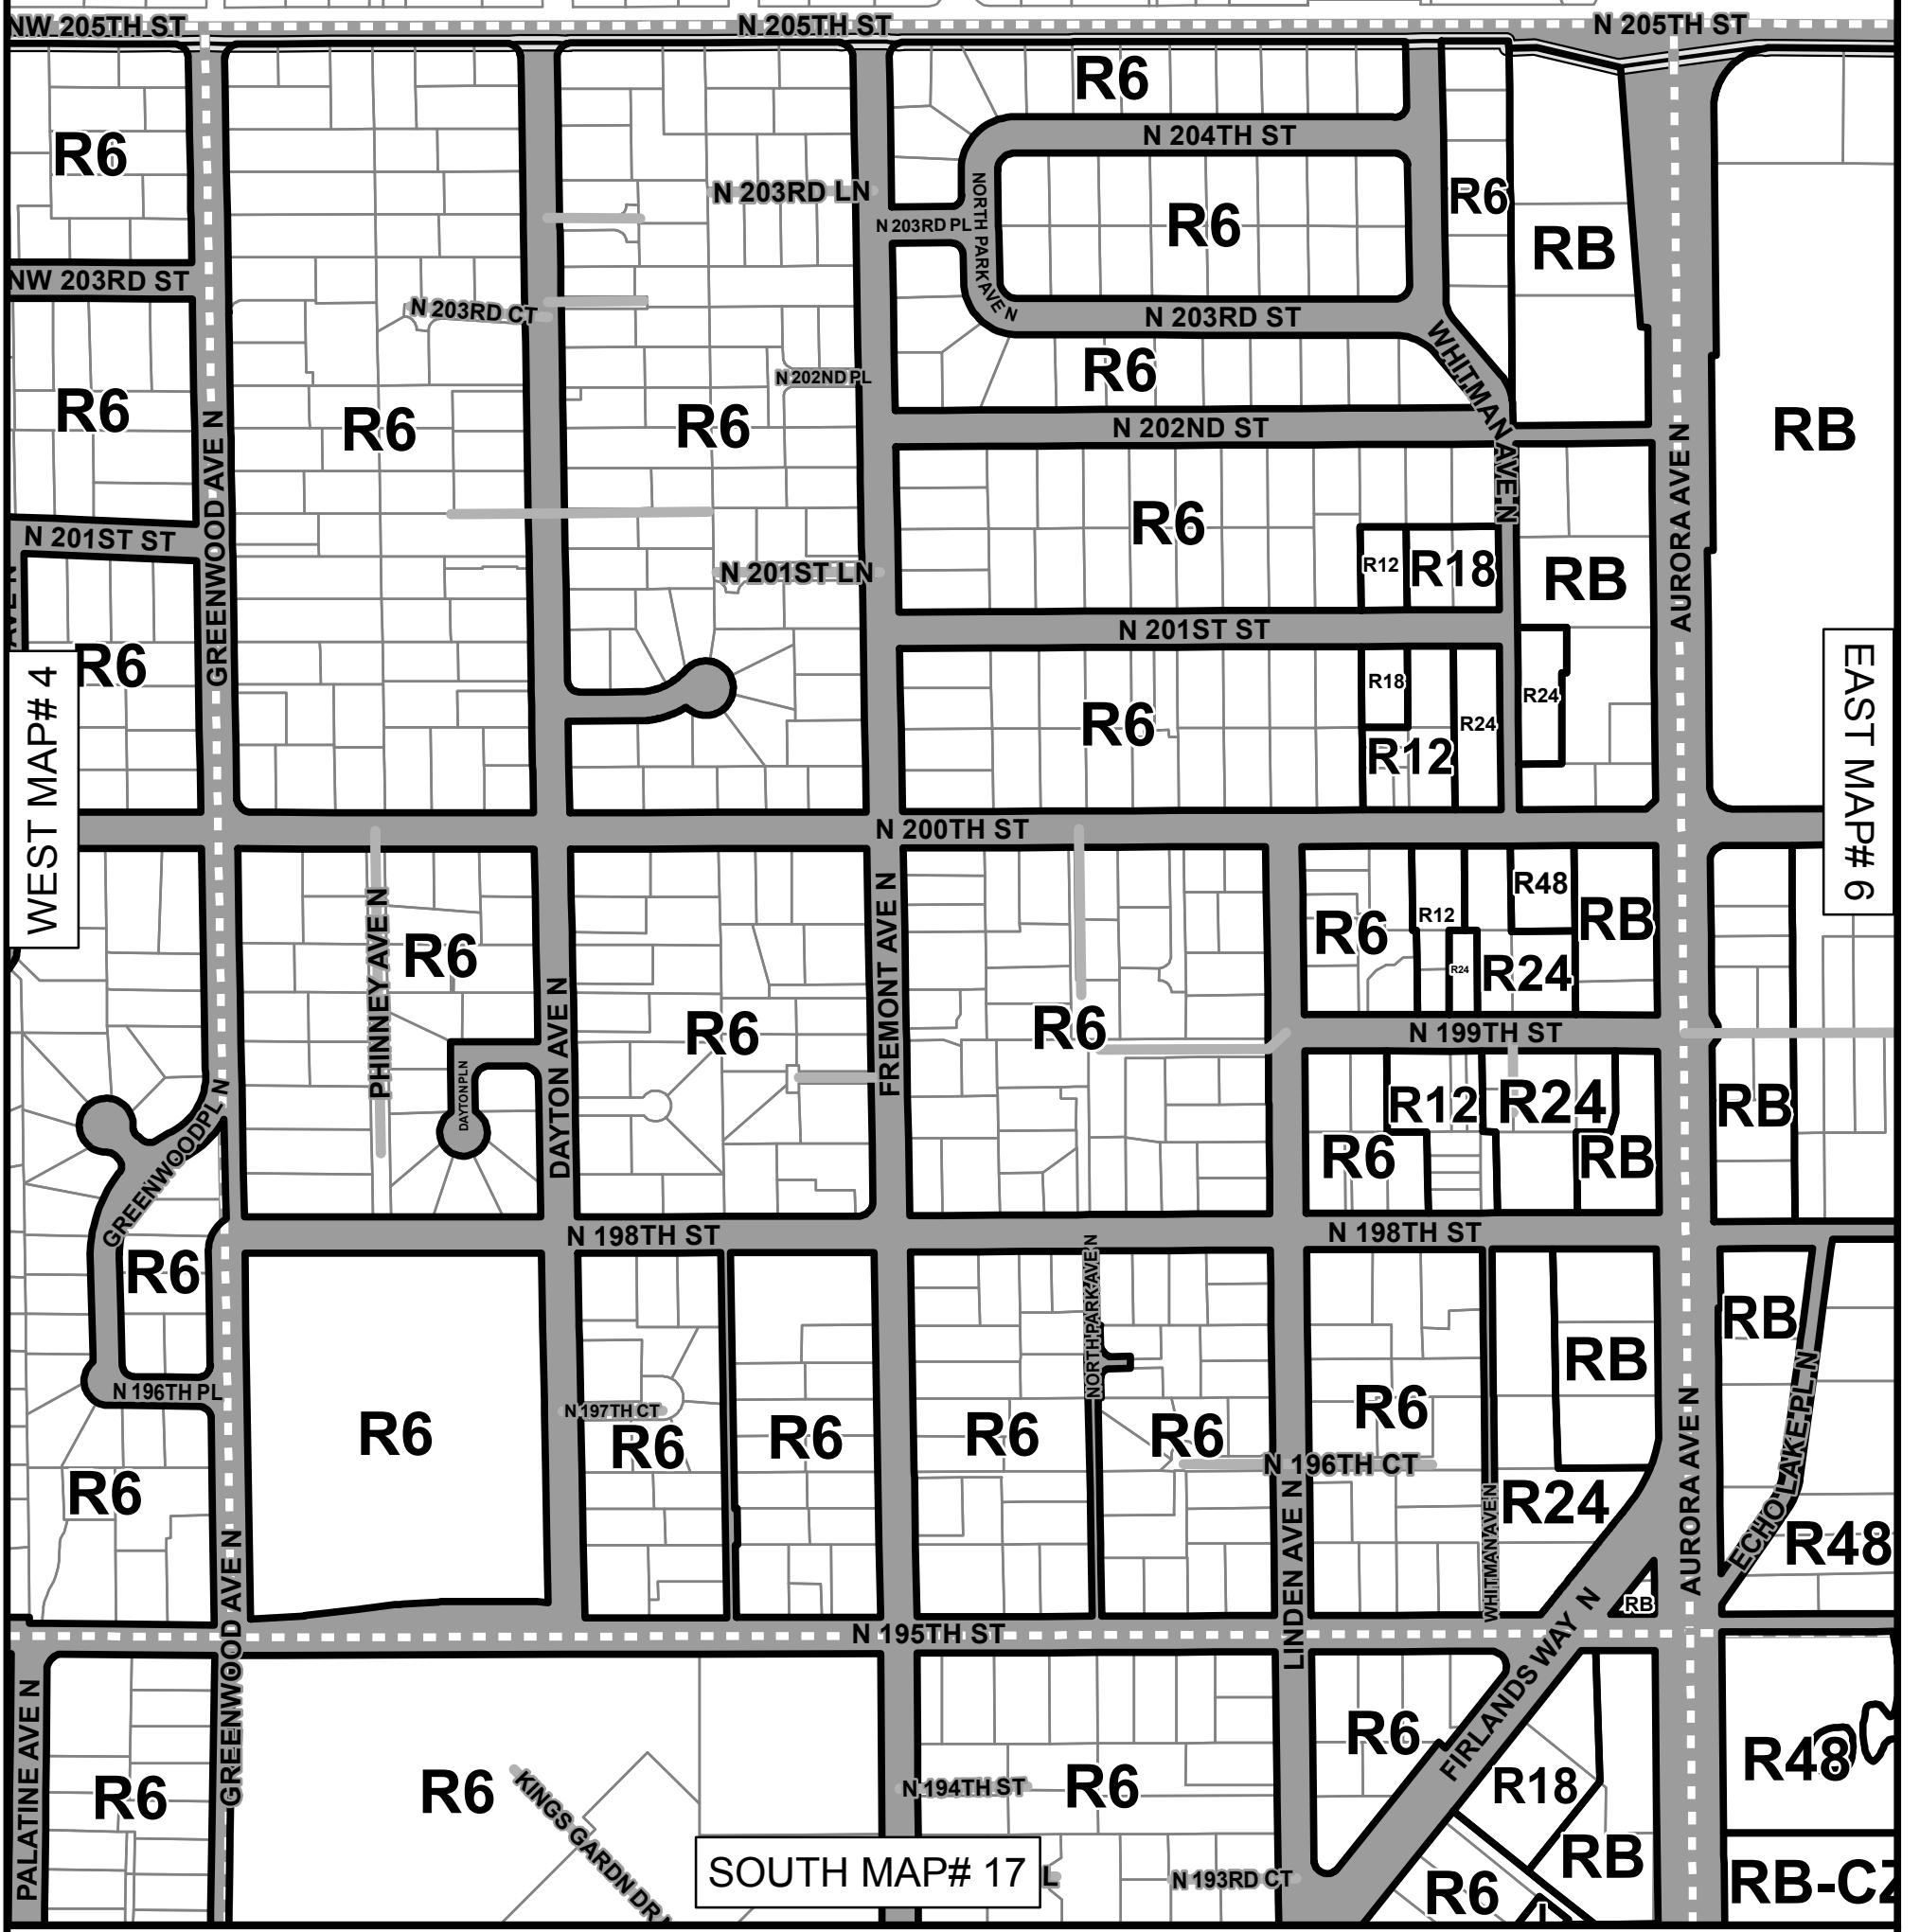 NW 205TH ST
N 205TH ST
N 205TH ST
R6
R6
N 204TH ST
N 203RD LN
NORTH PARK AVE N
R6
R6
N 203RD PL
RB
NW 203RD ST
N 203RD CT
N 203RD ST
WHITMAN AVE N
R6
N 202ND PL
R6
R6
R6
N 202ND ST
RB
GREENWOOD AVE N
AURORA AVE N
R6
N 201ST ST
R12
R18
RB
N 201ST LN
AVE N
N 201ST ST
R6
R18
R24
R6
R24
R12
WEST MAP# 4
EAST MAP# 6
N 200TH ST
R48
R12
R6
RB
FREMONT AVE N
PHINNEY AVE N
R6
R24
R24
R6
R6
N 199TH ST
DAYTON AVE N
DAYTON PL N
R12
R24
RB
GREENWOOD PL N
R6
RB
N 198TH ST
N 198TH ST
R6
NORTH PARK AVE N
RB
RB
N 196TH PL
R6
N 197TH CT
R6
R6
R6
R6
R6
N 196TH CT
ECHO LAKE PL N
AURORA AVE N
R6
WHITMAN AVE N
R24
R48
LINDEN AVE N
GREENWOOD AVE N
RB
N 195TH ST
FIRLANDS WAY N
PALATINE AVE N
R6
R48
R6
R6
KINGS GARDN DR
N 194TH ST
R6
R18
RB
SOUTH MAP# 17
L
N 193RD CT
R6
RB-CZ